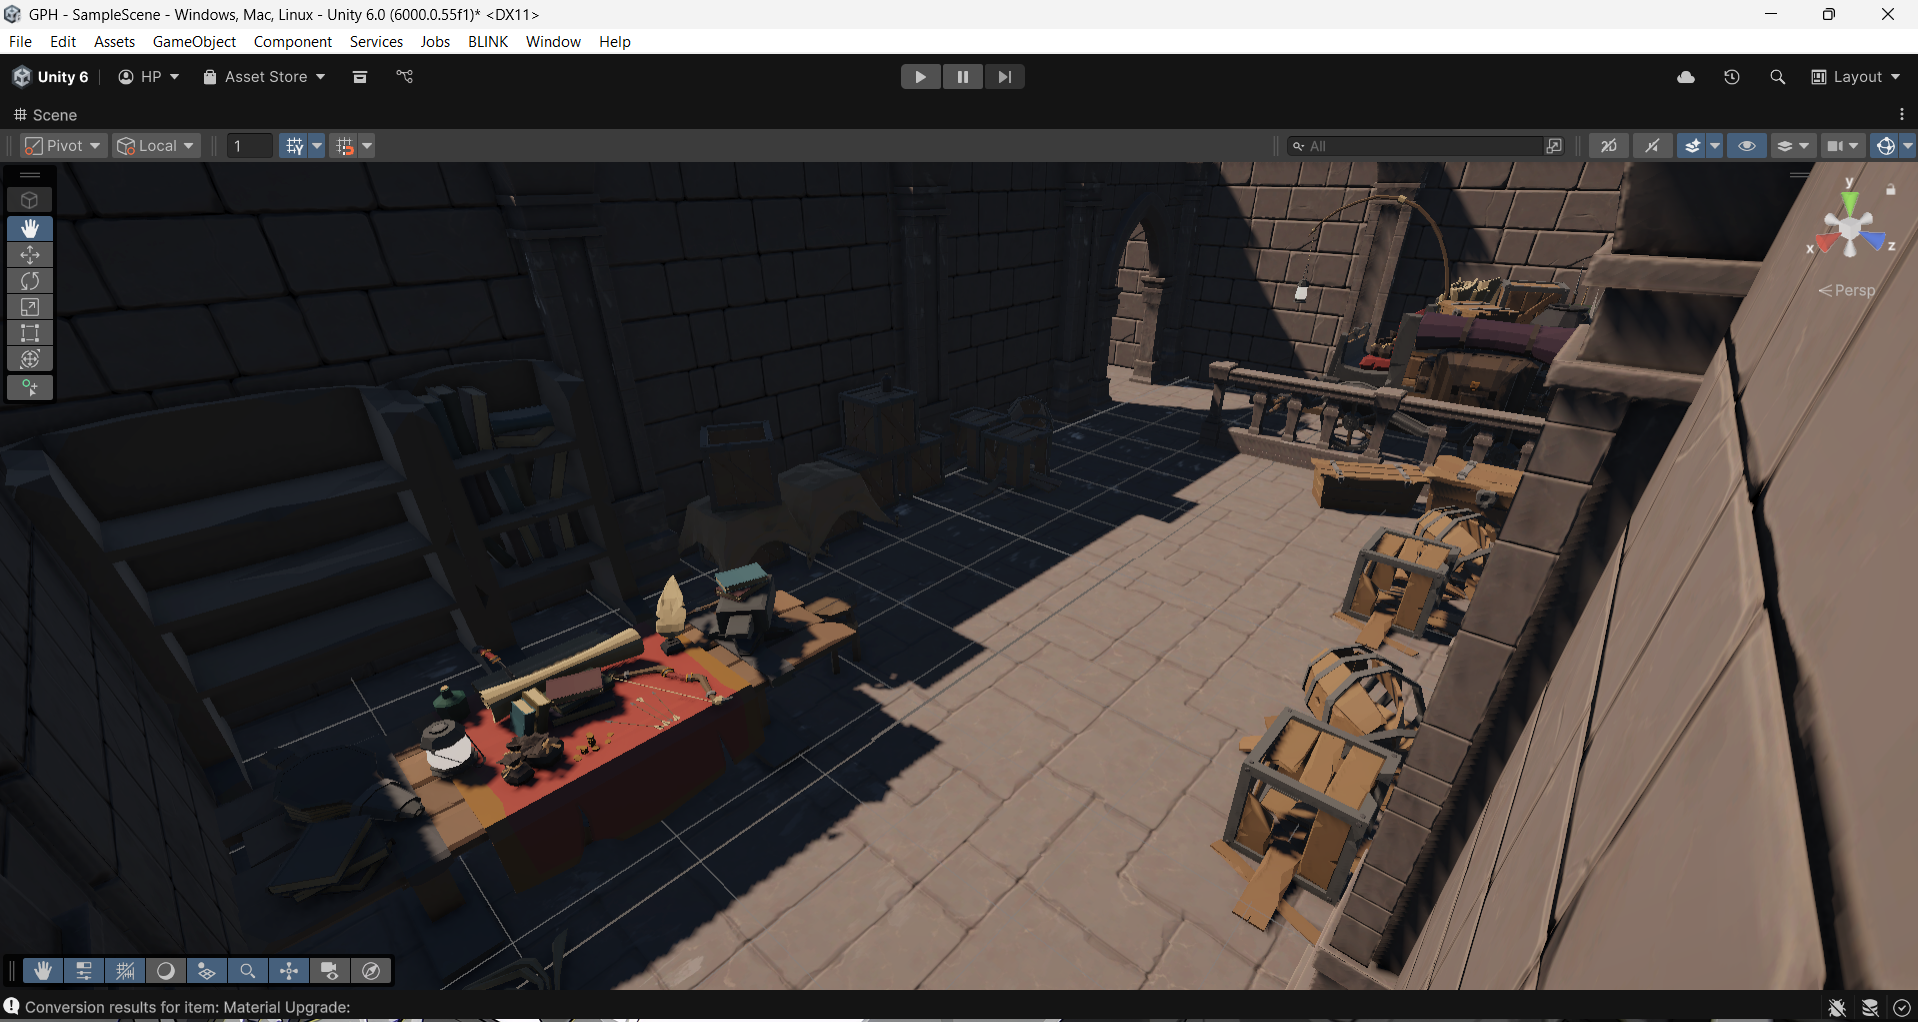 GPH - SampleScene - Windows, Mac, Linux - Unity 6.0 (6000.0.55f1)* <DX11>
File Edit Assets GameObject Component Services Jobs BLINK Window Help
Unity 6 HP Asset Store Layout
Scene
Pivot Local 1 All 2D
y
x z
Persp
Conversion results for item: Material Upgrade: